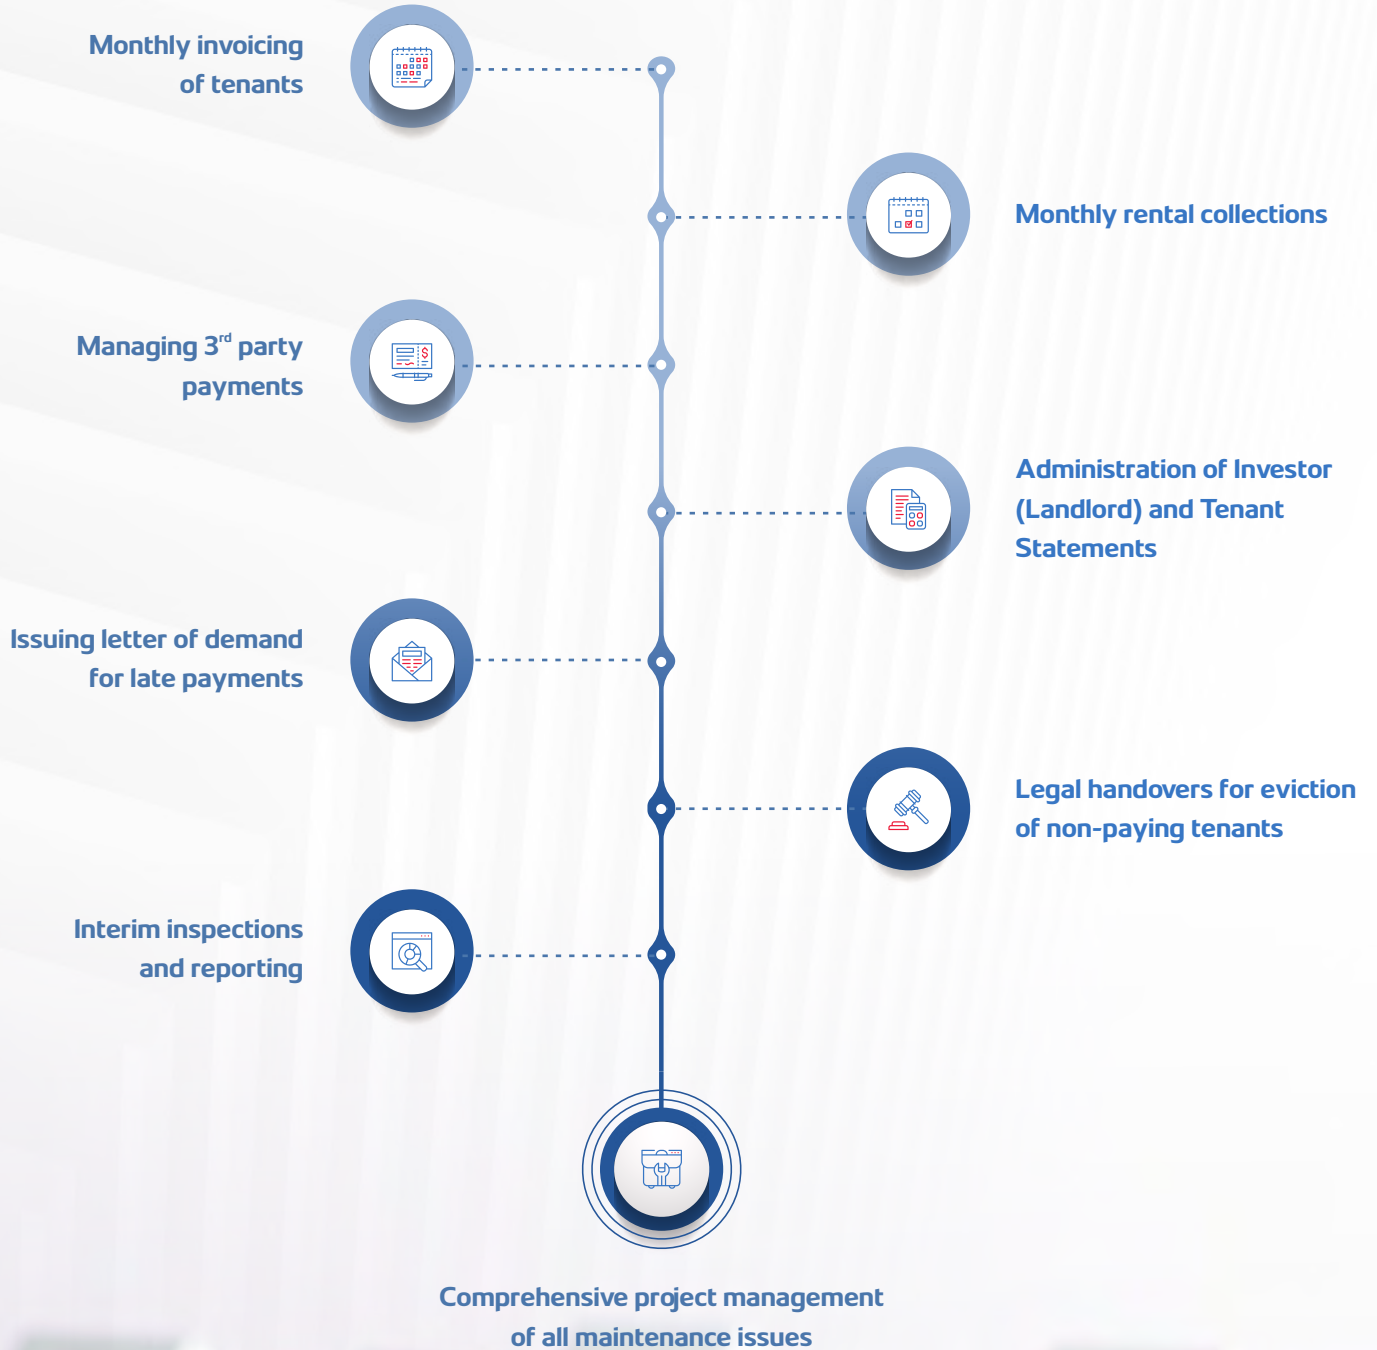 Monthly invoicing
of tenants
Monthly rental collections
Managing 3rd party
payments
Administration of Investor
(Landlord) and Tenant
Statements
Issuing letter of demand
for late payments
Legal handovers for eviction
of non-paying tenants
Interim inspections
and reporting
Comprehensive project management
of all maintenance issues